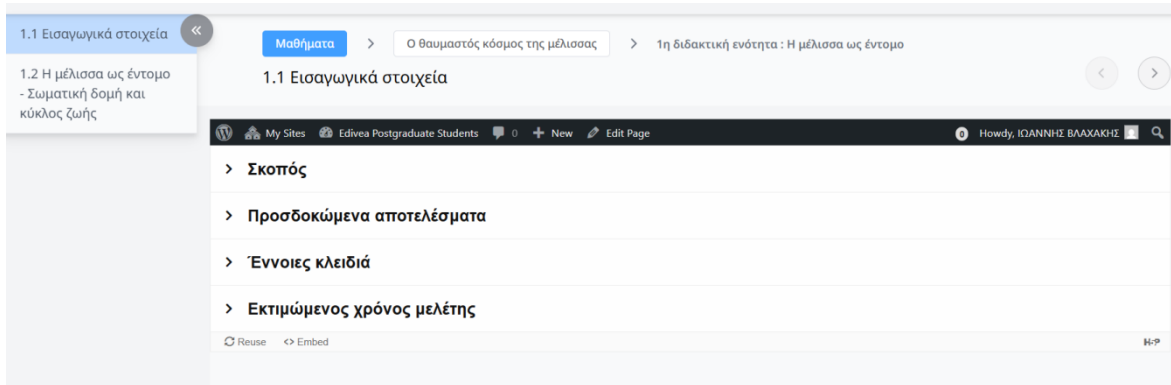 1.1 Εισαγωγικά στοιχεία
1.2 Η μέλισσα ως έντομο
- Σωματική δομή και
κύκλος ζωής
Μαθήματα > Ο θαυμαστός κόσμος της μέλισσας > 1η διδακτική ενότητα : Η μέλισσα ως έντομο
1.1 Εισαγωγικά στοιχεία
My Sites Edivea Postgraduate Students 0 + New Edit Page 0 Howdy, ΙΩΑΝΝΗΣ ΒΛΑΧΑΚΗΣ
Σκοπός
Προσδοκώμενα αποτελέσματα
Έννοιες κλειδιά
Εκτιμώμενος χρόνος μελέτης
Reuse <> Embed H-P